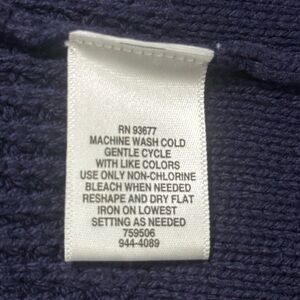 RN 93677
MACHINE WASH COLD
GENTLE CYCLE
WITH LIKE COLORS
USE ONLY NON-CHLORINE
BLEACH WHEN NEEDED
RESHAPE AND DRY FLAT
IRON ON LOWEST
SETTING AS NEEDED
759506
944-4089